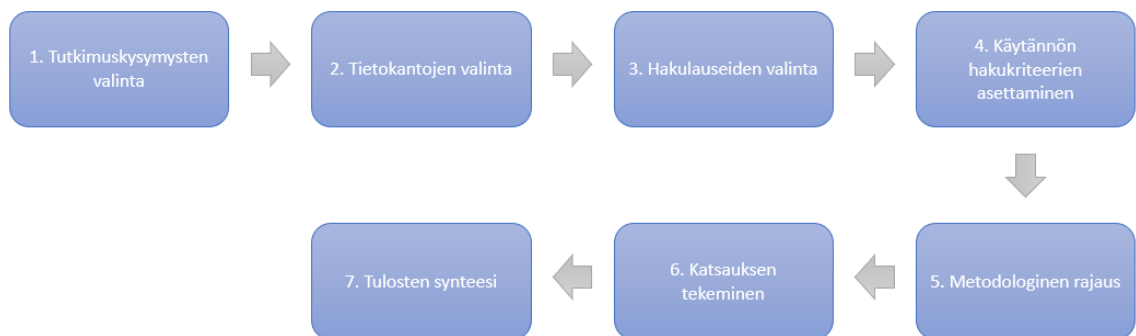 1. Tutkimuskysymysten
valinta
2. Tietokantojen valinta
3. Hakulauseiden valinta
4. Käytännön
hakukriteerien
asettaminen
5. Metodologinen rajaus
6. Katsauksen
tekeminen
7. Tulosten synteesi